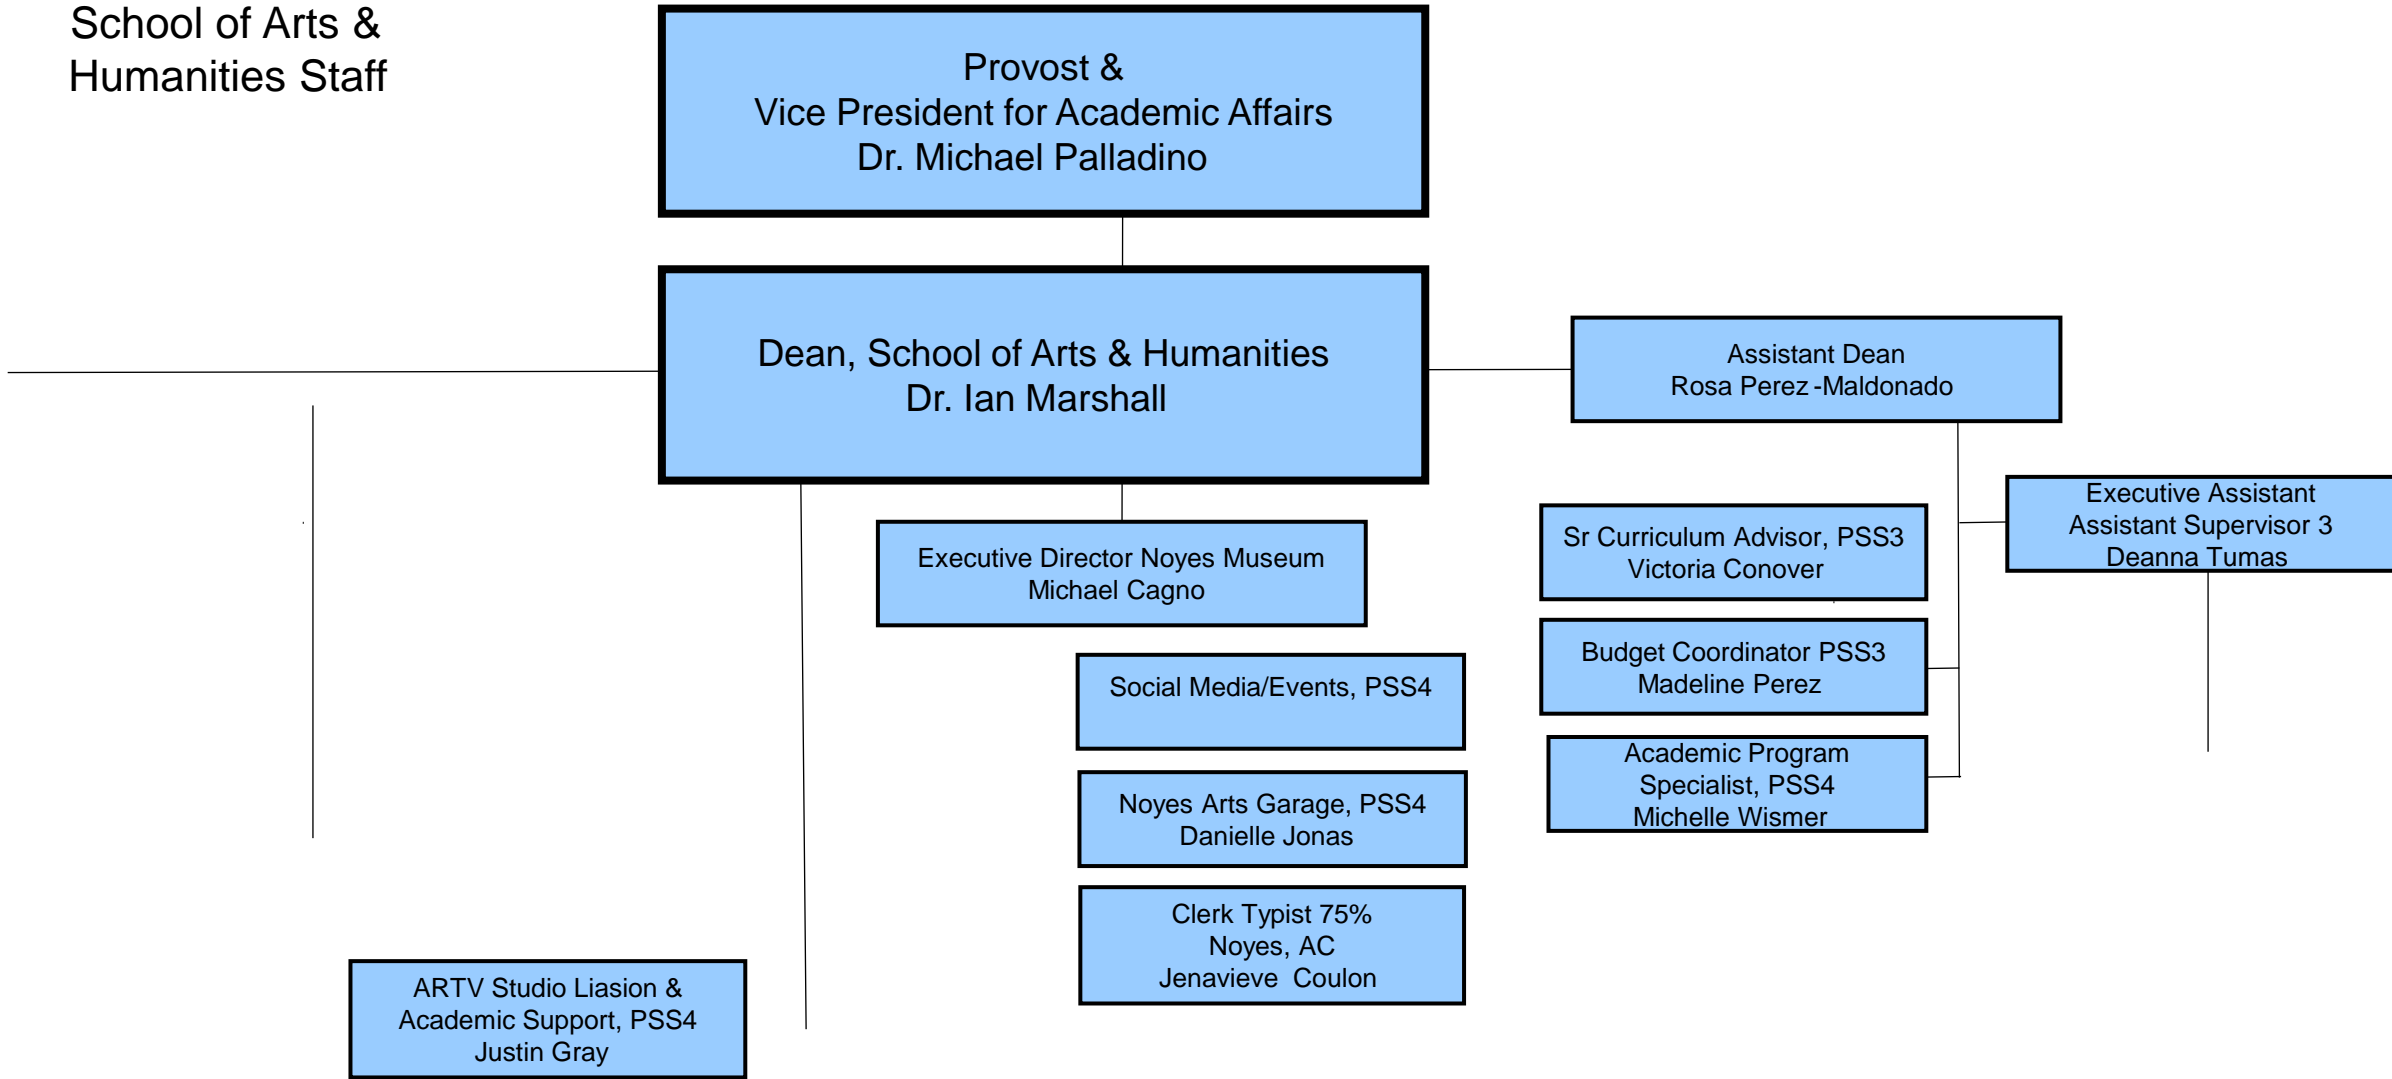 School of Arts &
Humanities Staff
Provost &
Vice President for Academic Affairs
Dr. Michael Palladino
Dean, School of Arts & Humanities
Dr. Ian Marshall
Assistant Dean
Rosa Perez -Maldonado
Executive Assistant
Assistant Supervisor 3
Deanna Tumas
Executive Director Noyes Museum
Michael Cagno
Sr Curriculum Advisor, PSS3
Victoria Conover
Social Media/Events, PSS4
Budget Coordinator PSS3
Madeline Perez
Noyes Arts Garage, PSS4
Danielle Jonas
Academic Program
Specialist, PSS4
Michelle Wismer
Clerk Typist 75%
Noyes, AC
Jenavieve Coulon
ARTV Studio Liasion &
Academic Support, PSS4
Justin Gray